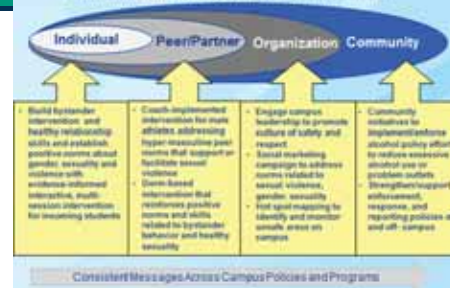 Individual
Peer/Partner
Organization
Community
• Build bystander
intervention and
healthy relationship
skills and establish
positive norms about
gender, sexuality and
violence with
evidence-informed
interactive, multi-
session intervention
for incoming students
• Coach-implemented
intervention for male
athletes addressing
hyper-masculine peer
norms that support or
facilitate sexual
violence
• Dorm-based
intervention that
reinforces positive
norms and skills
related to bystander
behavior and healthy
sexuality
• Engage campus
leadership to promote
culture of safety and
respect
• Social marketing
campaign to address
norms related to
sexual violence,
gender, sexuality
• Hot spot mapping to
identify and monitor
unsafe areas on
campus
• Community
initiatives to
implement/enforce
alcohol policy effort
to reduce excessive
alcohol use or
problem outlets
• Strengthen/support
enforcement,
response, and
reporting policies
and off-campus
Consistent Messages Across Campus Policies and Programs